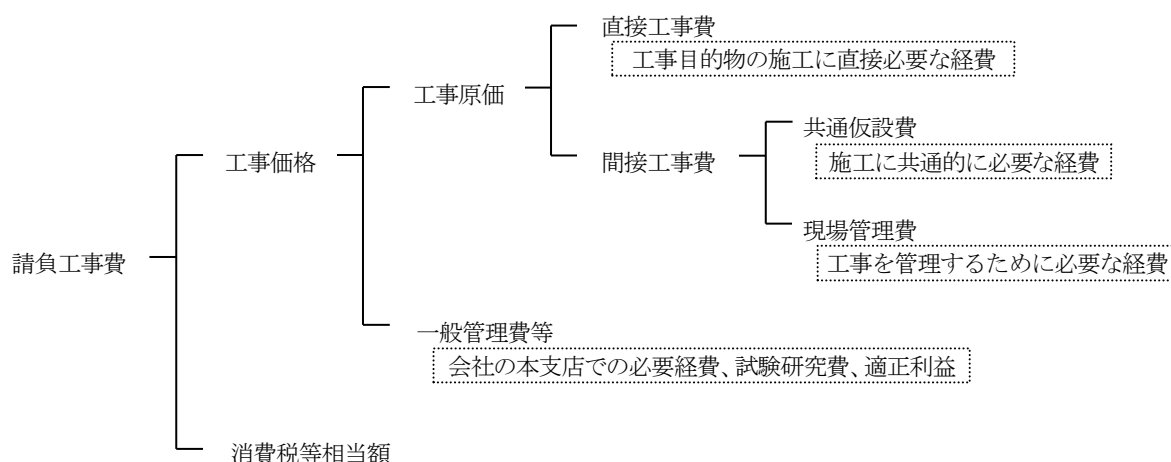 直接工事費
工事目的物の施工に直接必要な経費
工事原価
共通仮設費
施工に共通的に必要な経費
工事価格
間接工事費
現場管理費
工事を管理するために必要な経費
請負工事費
一般管理費等
会社の本支店での必要経費、試験研究費、適正利益
消費税等相当額